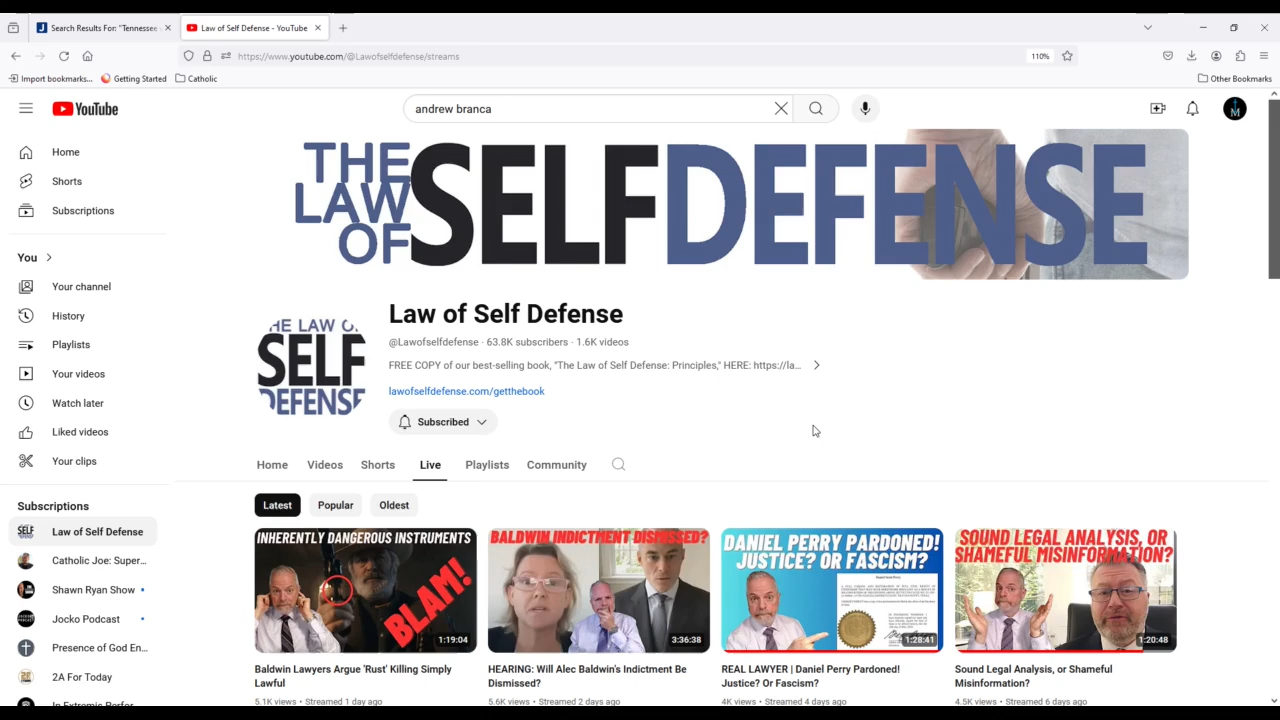 Search Results For: "Tennessee
Law of Self Defense - YouTube
https://www.youtube.com/@Lawofselfdefense/streams
110%
Import bookmarks...
Getting Started
Catholic
Other Bookmarks
YouTube
andrew branca
M
Home
Shorts
Subscriptions
You
Your channel
History
Playlists
Your videos
Watch later
Liked videos
Your clips
Subscriptions
Law of Self Defense
Catholic Joe: Super...
Shawn Ryan Show
Jocko Podcast
Presence of God En...
2A For Today
In Extremis Perfor
THE
LAW
OF
SELFDEFENSE
THE LAW OF
SELF
DEFENSE
Law of Self Defense
@Lawofselfdefense · 63.8K subscribers · 1.6K videos
FREE COPY of our best-selling book, "The Law of Self Defense: Principles," HERE: https://la...
lawofselfdefense.com/getthebook
Subscribed
Home
Videos
Shorts
Live
Playlists
Community
Latest
Popular
Oldest
INHERENTLY DANGEROUS INSTRUMENTS
BLAM!
1:19:04
Baldwin Lawyers Argue 'Rust' Killing Simply
Lawful
5.1K views • Streamed 1 day ago
BALDWIN INDICTMENT DISMISSED?
3:36:38
HEARING: Will Alec Baldwin's Indictment Be
Dismissed?
5.6K views • Streamed 2 days ago
DANIEL PERRY PARDONED!
JUSTICE? OR FASCISM?
1:28:41
REAL LAWYER | Daniel Perry Pardoned!
Justice? Or Fascism?
4K views • Streamed 4 days ago
SOUND LEGAL ANALYSIS, OR
SHAMEFUL MISINFORMATION?
1:20:48
Sound Legal Analysis, or Shameful
Misinformation?
4.5K views • Streamed 6 days ago